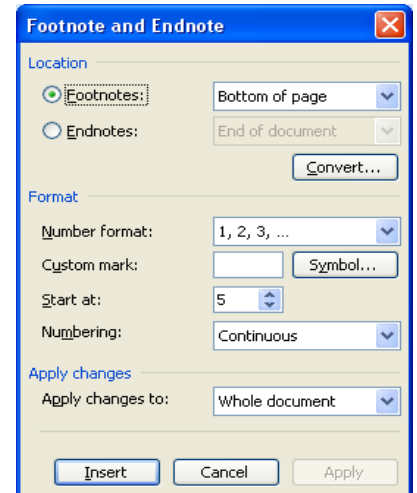 Footnote and Endnote
Location
Footnotes: Bottom of page
Endnotes: End of document
Convert...
Format
Number format: 1, 2, 3, ...
Custom mark: Symbol...
Start at: 5
Numbering: Continuous
Apply changes
Apply changes to: Whole document
Insert Cancel Apply